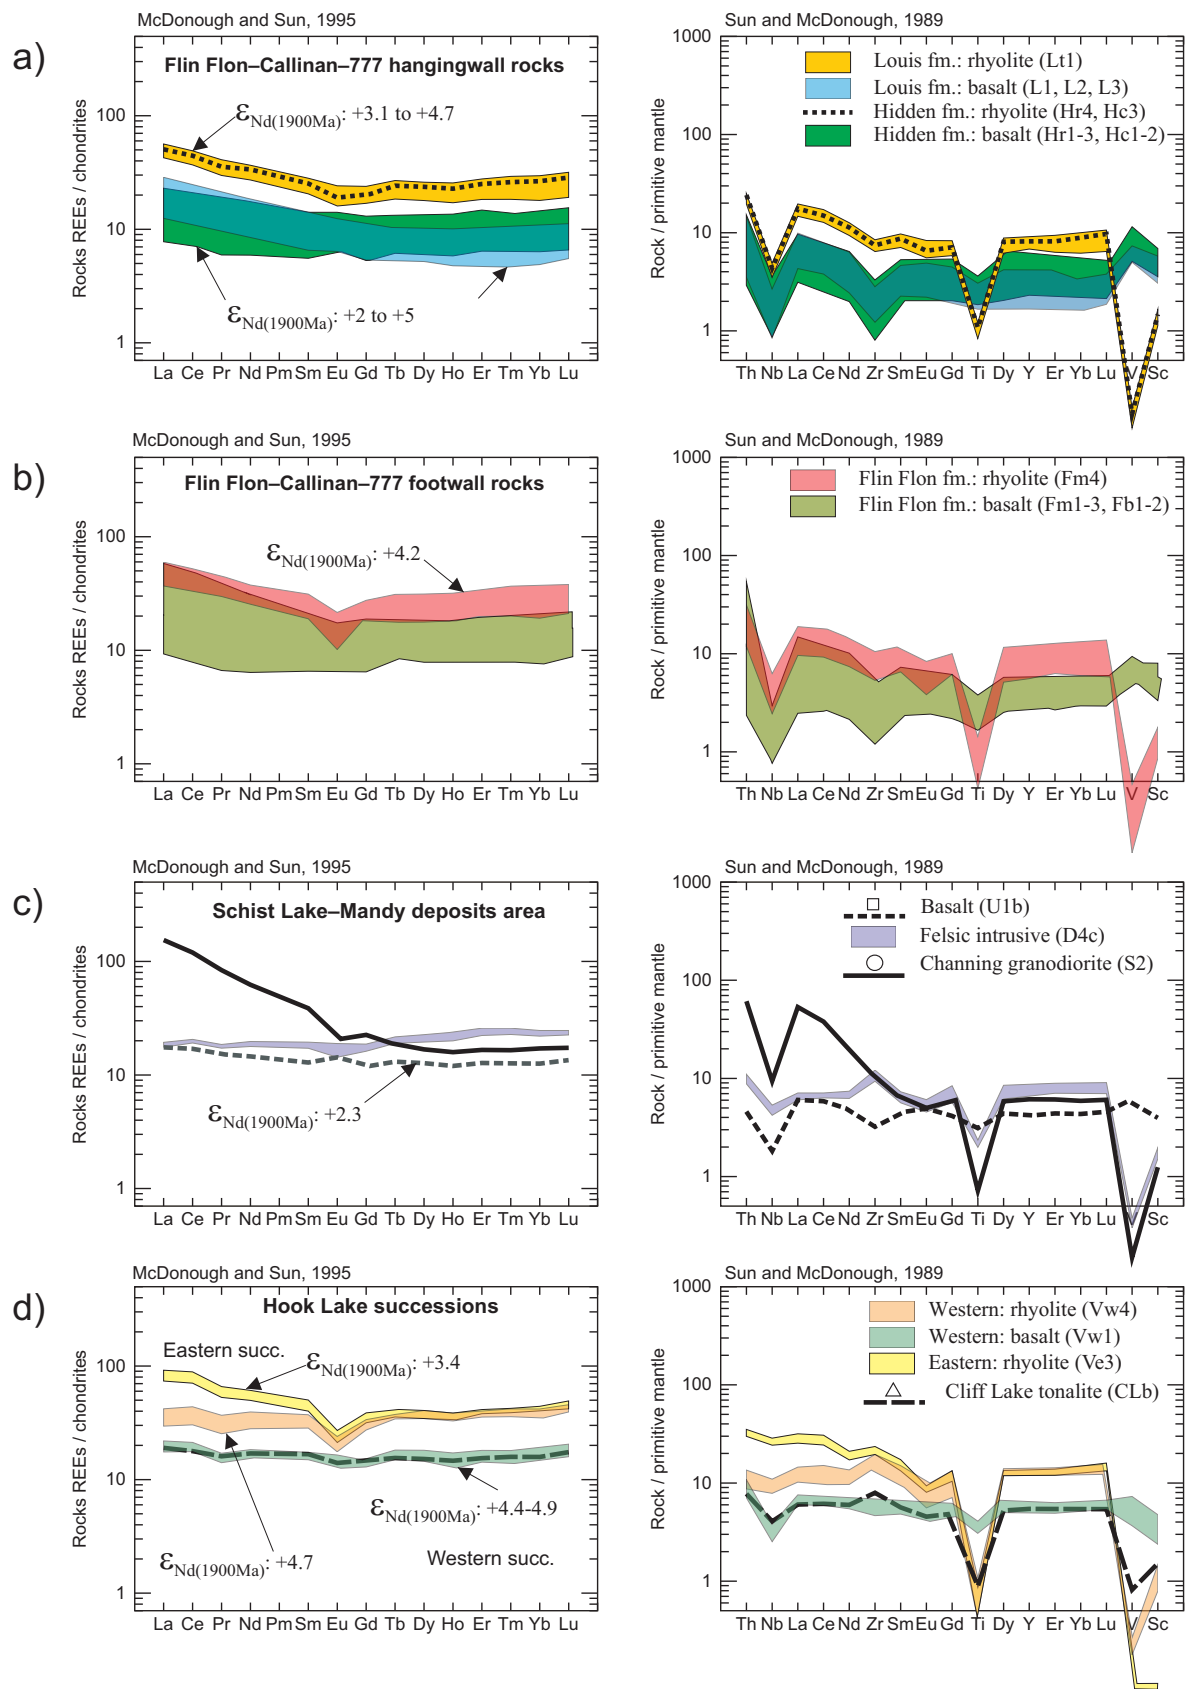 a)
McDonough and Sun, 1995
Flin Flon–Callinan–777 hangingwall rocks
Rocks REEs / chondrites
100
10
1
εNd(1900Ma): +3.1 to +4.7
εNd(1900Ma): +2 to +5
La Ce Pr Nd Pm Sm Eu Gd Tb Dy Ho Er Tm Yb Lu
Sun and McDonough, 1989
Rock / primitive mantle
1000
100
10
1
Louis fm.: rhyolite (Lt1)
Louis fm.: basalt (L1, L2, L3)
Hidden fm.: rhyolite (Hr4, Hc3)
Hidden fm.: basalt (Hr1-3, Hc1-2)
Th Nb La Ce Nd Zr Sm Eu Gd Ti Dy Y Er Yb Lu V Sc
b)
McDonough and Sun, 1995
Flin Flon–Callinan–777 footwall rocks
Rocks REEs / chondrites
100
10
1
εNd(1900Ma): +4.2
La Ce Pr Nd Pm Sm Eu Gd Tb Dy Ho Er Tm Yb Lu
Sun and McDonough, 1989
Rock / primitive mantle
1000
100
10
1
Flin Flon fm.: rhyolite (Fm4)
Flin Flon fm.: basalt (Fm1-3, Fb1-2)
Th Nb La Ce Nd Zr Sm Eu Gd Ti Dy Y Er Yb Lu V Sc
c)
McDonough and Sun, 1995
Schist Lake–Mandy deposits area
Rocks REEs / chondrites
100
10
1
εNd(1900Ma): +2.3
La Ce Pr Nd Pm Sm Eu Gd Tb Dy Ho Er Tm Yb Lu
Sun and McDonough, 1989
Rock / primitive mantle
1000
100
10
1
Basalt (U1b)
Felsic intrusive (D4c)
Channing granodiorite (S2)
Th Nb La Ce Nd Zr Sm Eu Gd Ti Dy Y Er Yb Lu V Sc
d)
McDonough and Sun, 1995
Hook Lake successions
Rocks REEs / chondrites
100
10
1
Eastern succ.
εNd(1900Ma): +3.4
εNd(1900Ma): +4.4-4.9
εNd(1900Ma): +4.7
Western succ.
La Ce Pr Nd Pm Sm Eu Gd Tb Dy Ho Er Tm Yb Lu
Sun and McDonough, 1989
Rock / primitive mantle
1000
100
10
1
Western: rhyolite (Vw4)
Western: basalt (Vw1)
Eastern: rhyolite (Ve3)
Cliff Lake tonalite (CLb)
Th Nb La Ce Nd Zr Sm Eu Gd Ti Dy Y Er Yb Lu V Sc